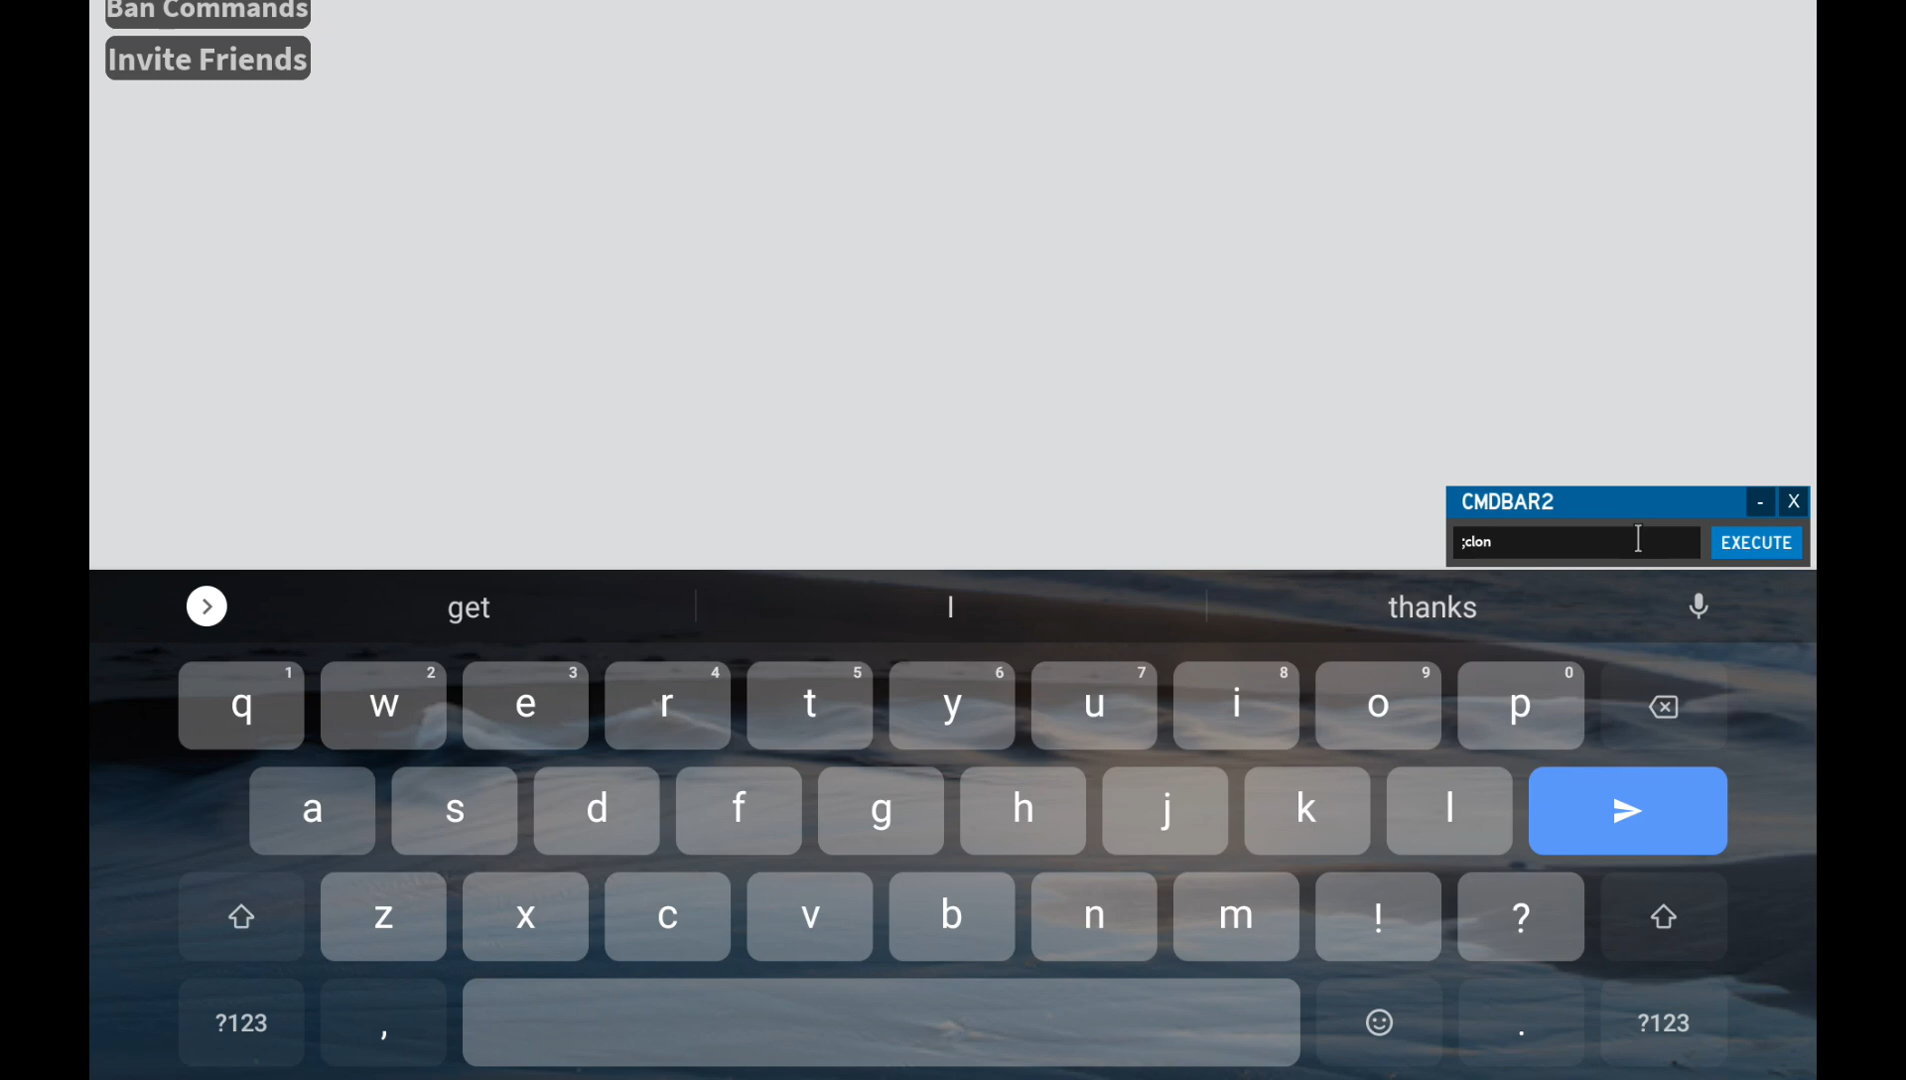 Ban Commands
Invite Friends
CMDBAR2 - X
;clon EXECUTE
get I thanks
q 1 w 2 e 3 r 4 t 5 y 6 u 7 i 8 o 9 p 0
a s d f g h j k l
z x c v b n m ! ?
?123 , . ?123